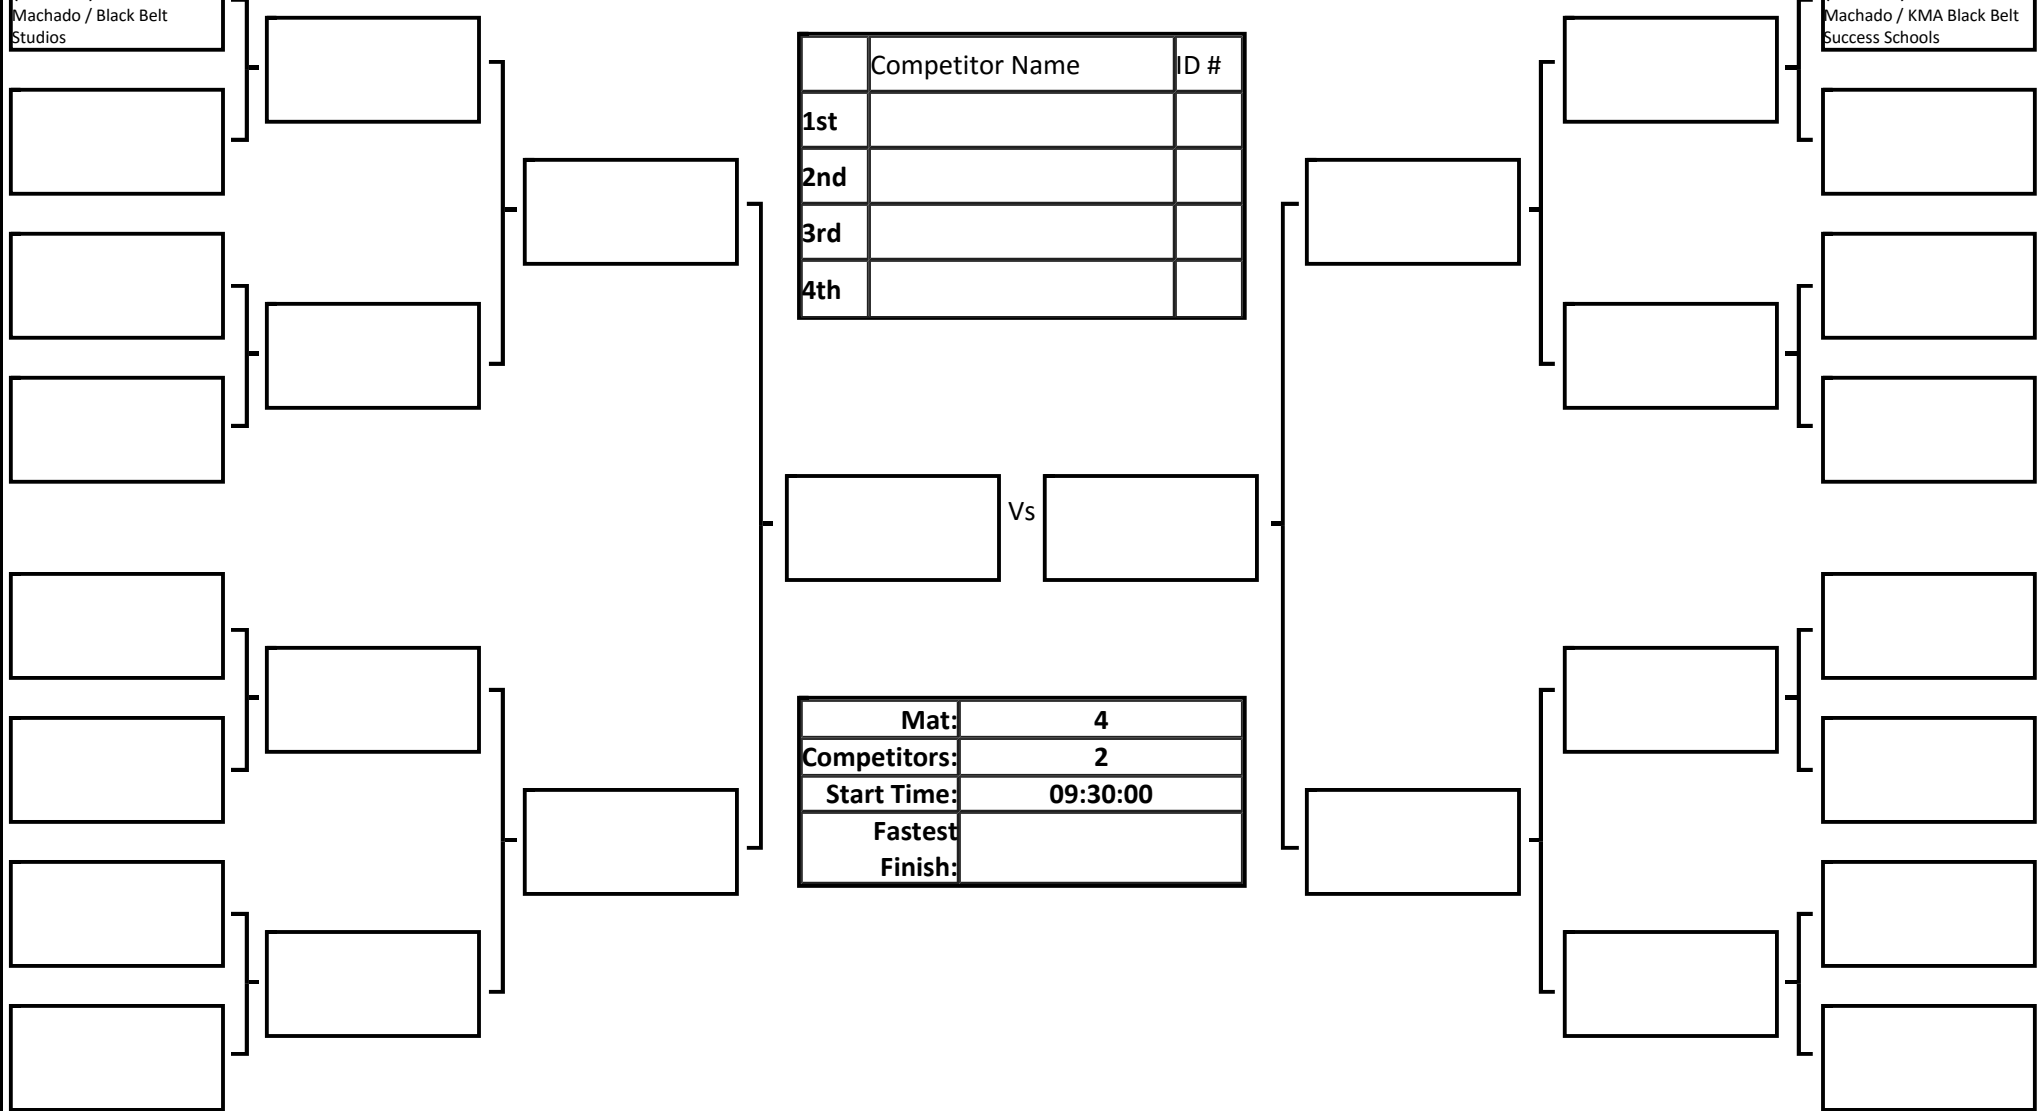 Machado / Black Belt
Studios
Machado / KMA Black Belt
Success Schools
Competitor Name ID #
1st
2nd
3rd
4th
Vs
Mat: 4
Competitors: 2
Start Time: 09:30:00
Fastest
Finish: